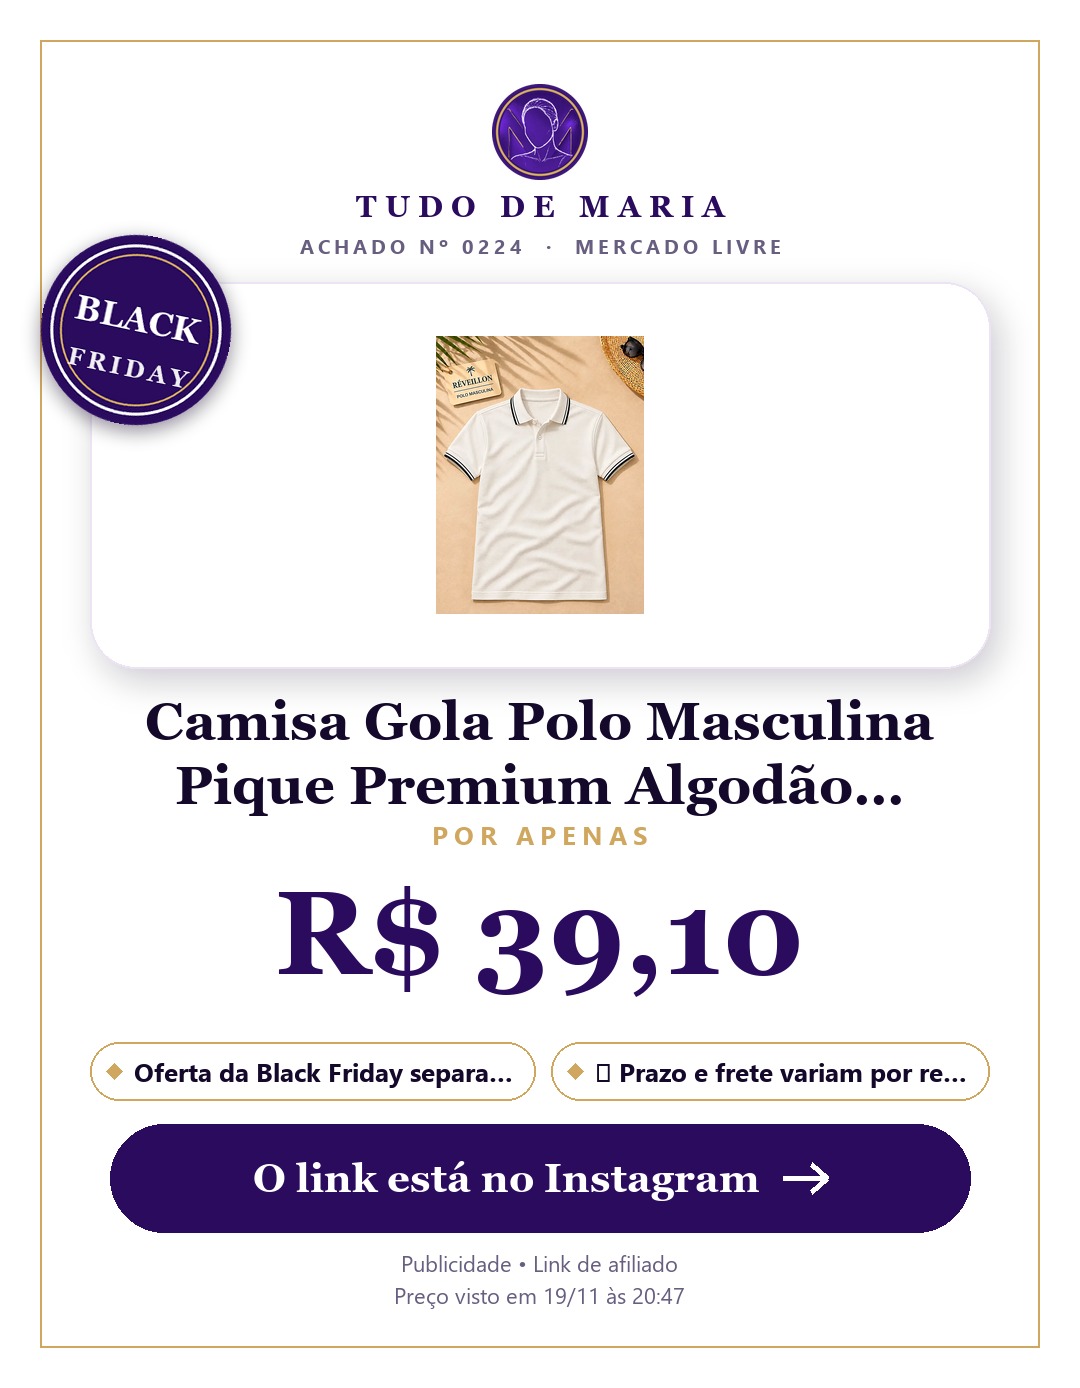 TUDO DE MARIA
ACHADO Nº 0224 · MERCADO LIVRE
BLACK
FRIDAY
RÉVEILLON
POLO MASCULINA
Camisa Gola Polo Masculina
Pique Premium Algodão...
POR APENAS
R$ 39,10
Oferta da Black Friday separa...
Prazo e frete variam por re...
O link está no Instagram →
Publicidade • Link de afiliado
Preço visto em 19/11 às 20:47